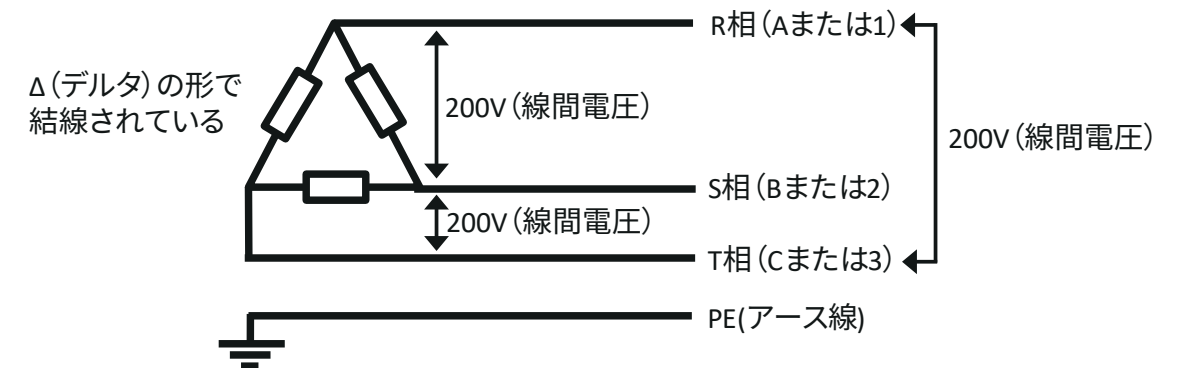 R相（Aまたは1）
Δ（デルタ）の形で
結線されている
200V（線間電圧）
200V（線間電圧）
S相（Bまたは2）
200V（線間電圧）
T相（Cまたは3）
PE(アース線)